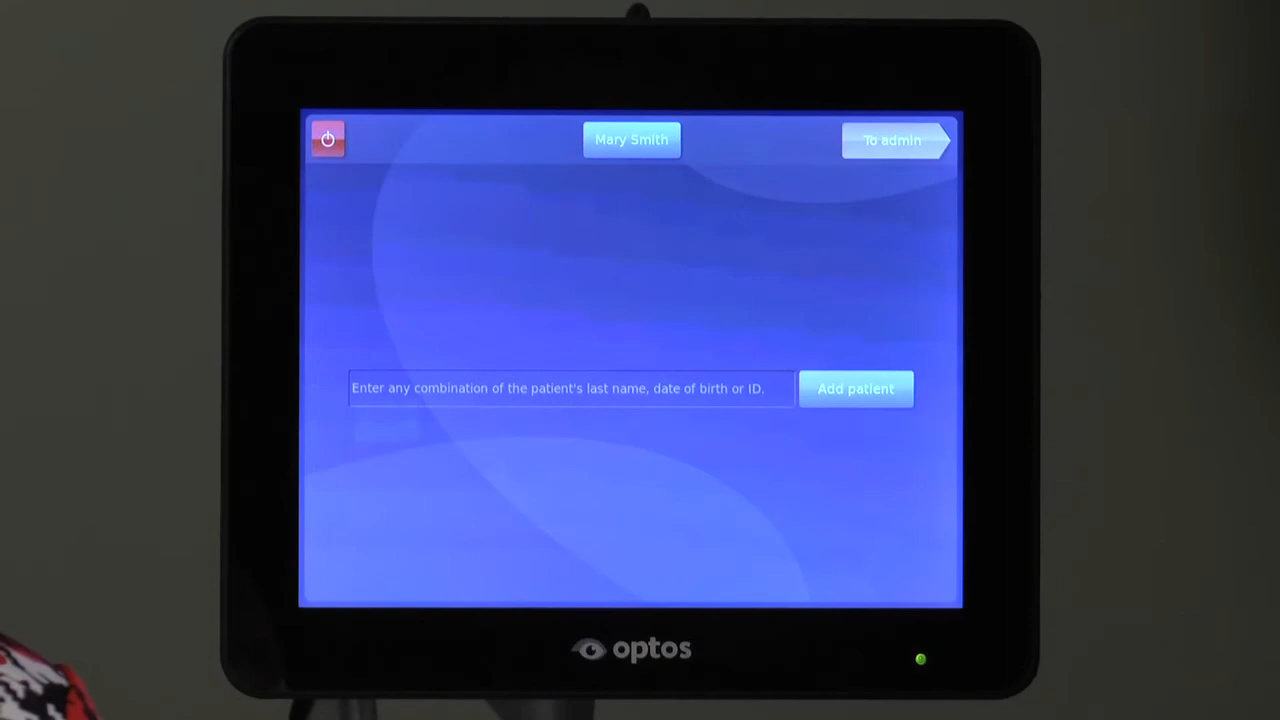 Mary Smith
To admin
Enter any combination of the patient's last name, date of birth or ID.
Add patient
optos